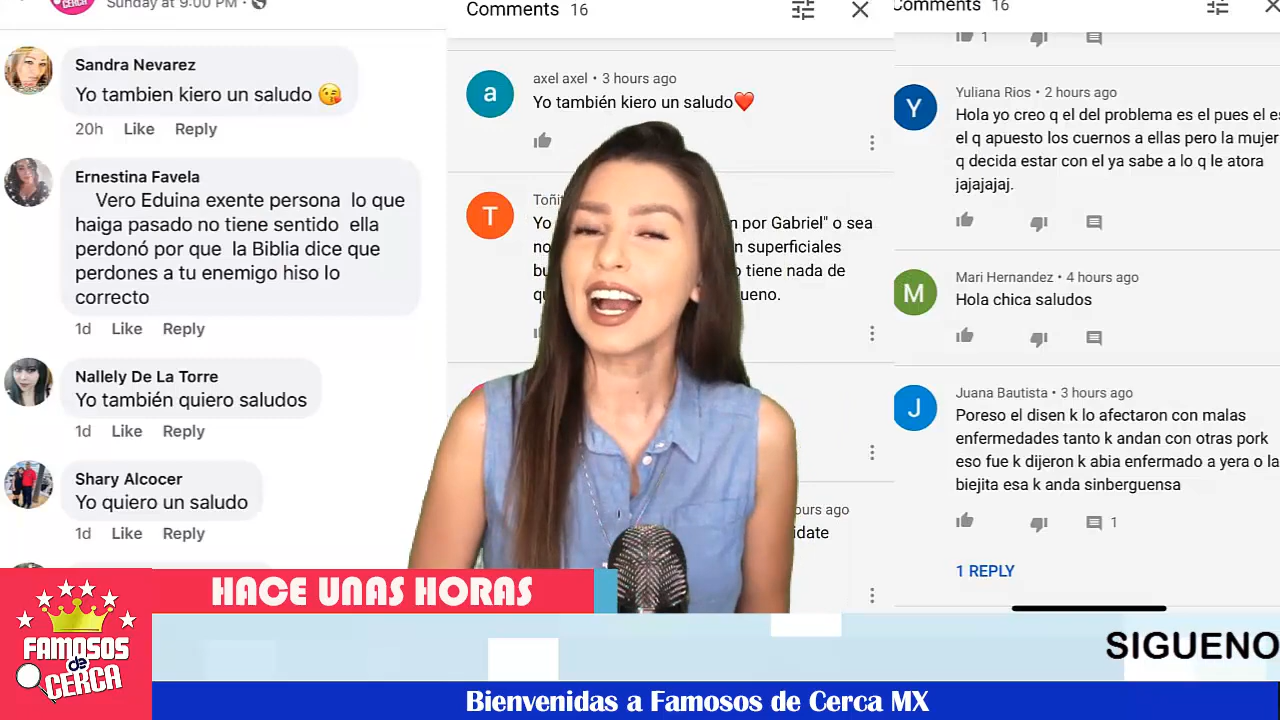 Sunday at 9:00 PM
Sandra Nevarez
Yo tambien kiero un saludo 😘
20h Like Reply
Ernestina Favela
Vero Eduina exente persona lo que
haiga pasado no tiene sentido ella
perdonó por que la Biblia dice que
perdones a tu enemigo hiso lo
correcto
1d Like Reply
Nallely De La Torre
Yo también quiero saludos
1d Like Reply
Shary Alcocer
Yo quiero un saludo
1d Like Reply
Comments 16
a
axel axel • 3 hours ago
Yo también kiero un saludo❤️
T
Yo
por Gabriel" o sea
superficiales
tiene nada de
Comments 16
1
Y
Yuliana Rios • 2 hours ago
Hola yo creo q el del problema es el pues el
el q apuesto los cuernos a ellas pero la mujer
q decida estar con el ya sabe a lo q le atora
jajajajaj.
M
Mari Hernandez • 4 hours ago
Hola chica saludos
J
Juana Bautista • 3 hours ago
Poreso el disen k lo afectaron con malas
enfermedades tanto k andan con otras pork
eso fue k dijeron k abia enfermado a yera o la
biejita esa k anda sinberguensa
1
1 REPLY
HACE UNAS HORAS
FAMOSOS
de
CERCA
SIGUENO
Bienvenidas a Famosos de Cerca MX